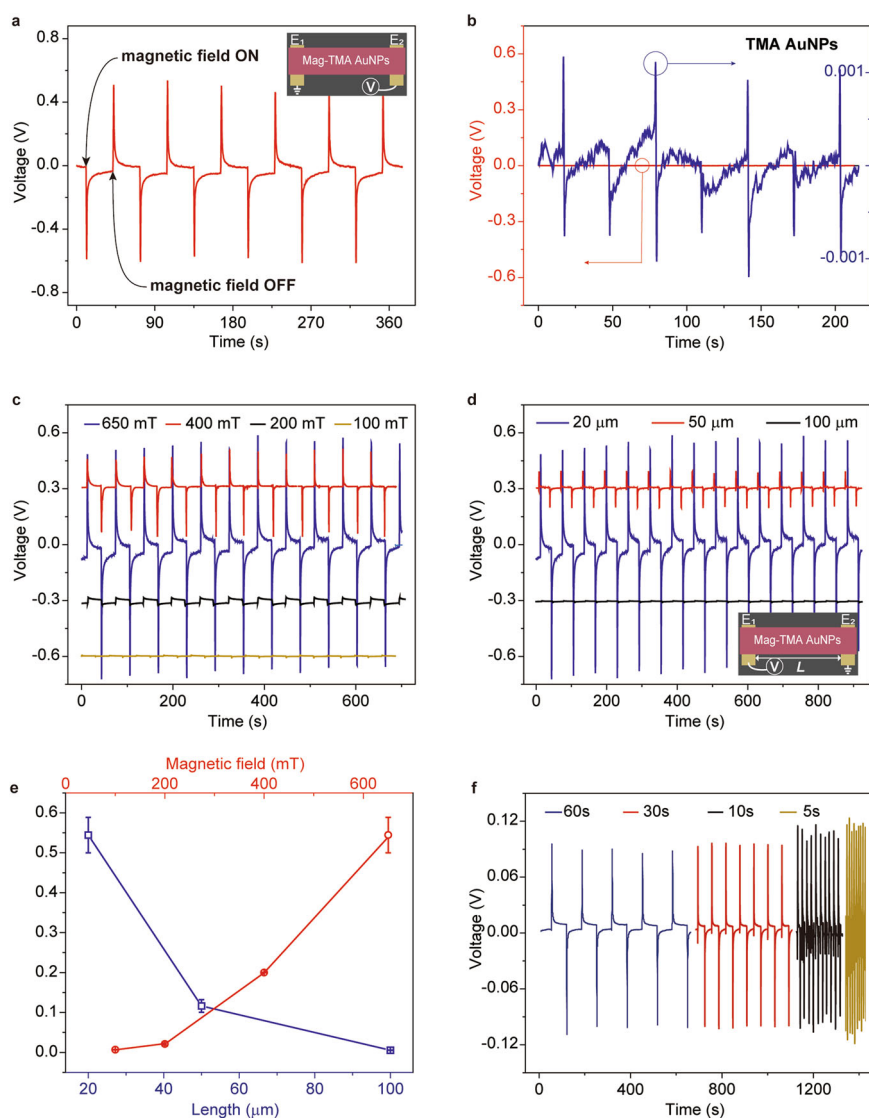 a
0.8
0.4
0.0
-0.4
-0.8
Voltage (V)
magnetic field ON
magnetic field OFF
E1
E2
Mag-TMA AuNPs
V
0
90
180
270
360
Time (s)
b
TMA AuNPs
0.6
0.3
0.0
-0.3
-0.6
Voltage (V)
0.001
-0.001
0
50
100
150
200
Time (s)
c
650 mT
400 mT
200 mT
100 mT
0.6
0.3
0.0
-0.3
-0.6
Voltage (V)
0
200
400
600
Time (s)
d
20 μm
50 μm
100 μm
0.6
0.3
0.0
-0.3
-0.6
Voltage (V)
E1
E2
Mag-TMA AuNPs
V
L
0
200
400
600
800
Time (s)
e
Magnetic field (mT)
0
200
400
600
0.6
0.5
0.4
0.3
0.2
0.1
0.0
Voltage (V)
20
40
60
80
100
Length (μm)
f
60s
30s
10s
5s
0.12
0.06
0.00
-0.06
-0.12
Voltage (V)
0
400
800
1200
Time (s)